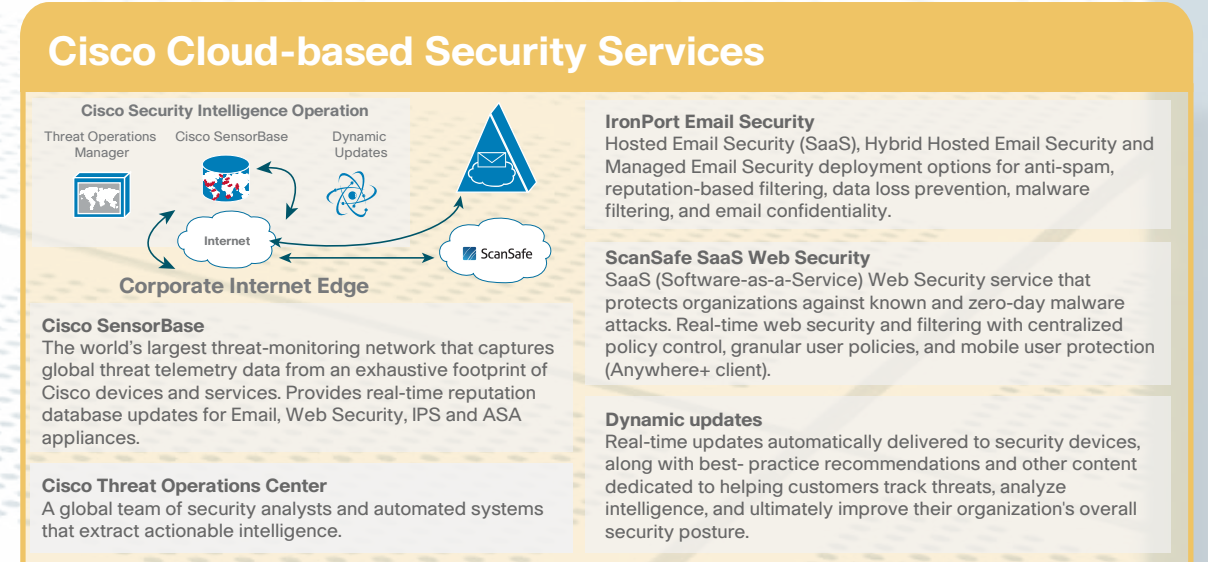 Cisco Cloud-based Security Services
Cisco Security Intelligence Operation
Threat Operations
Manager
Cisco SensorBase
Dynamic
Updates
Internet
ScanSafe
Corporate Internet Edge
Cisco SensorBase
The world's largest threat-monitoring network that captures
global threat telemetry data from an exhaustive footprint of
Cisco devices and services. Provides real-time reputation
database updates for Email, Web Security, IPS and ASA
appliances.
Cisco Threat Operations Center
A global team of security analysts and automated systems
that extract actionable intelligence.
IronPort Email Security
Hosted Email Security (SaaS), Hybrid Hosted Email Security and
Managed Email Security deployment options for anti-spam,
reputation-based filtering, data loss prevention, malware
filtering, and email confidentiality.
ScanSafe SaaS Web Security
SaaS (Software-as-a-Service) Web Security service that
protects organizations against known and zero-day malware
attacks. Real-time web security and filtering with centralized
policy control, granular user policies, and mobile user protection
(Anywhere+ client).
Dynamic updates
Real-time updates automatically delivered to security devices,
along with best- practice recommendations and other content
dedicated to helping customers track threats, analyze
intelligence, and ultimately improve their organization's overall
security posture.